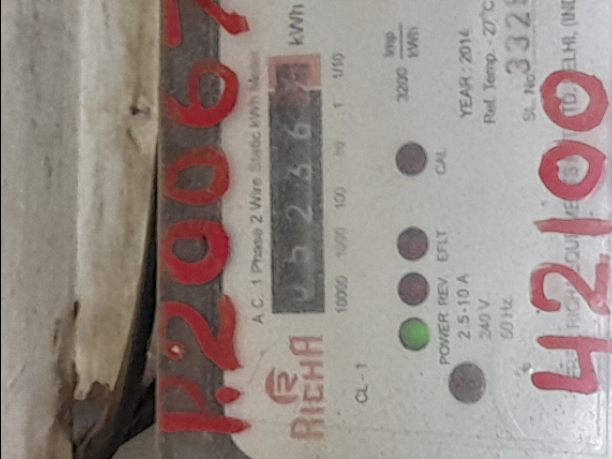 P.20067
A.C. 1 Phase 2 Wire Static kWh Meter
kWh
10000 1000 100 10 1 1/10
RICHA
CL - 1
3200 Imp/kWh
CAL
POWER REV. EFLT
2.5-10 A
240 V.
50 Hz.
YEAR : 2014
Ref. Temp. - 27°C
SL. No.
42100